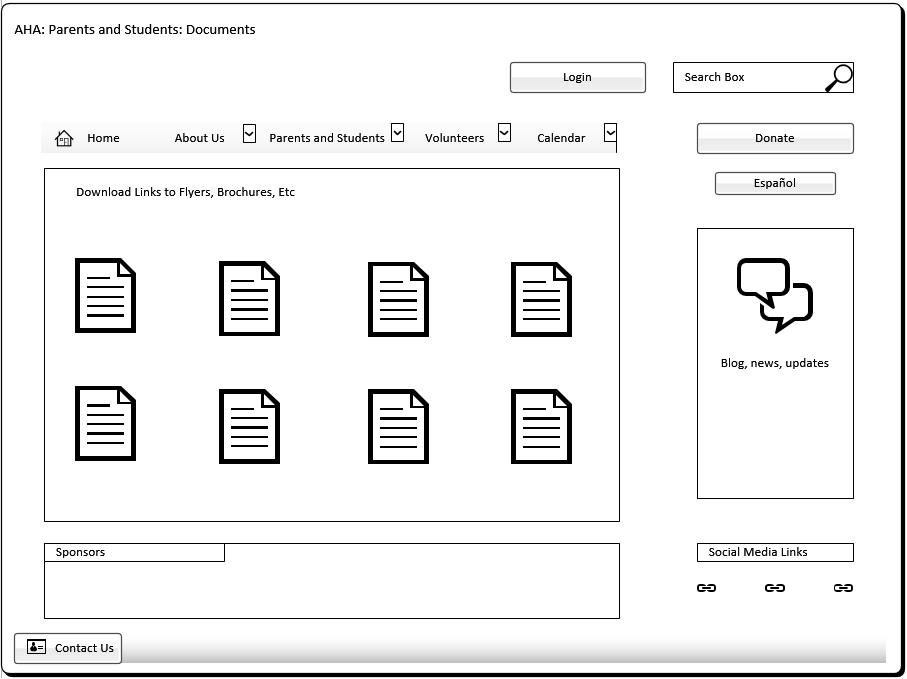 AHA: Parents and Students: Documents
Login
Search Box
Home
About Us
Parents and Students
Volunteers
Calendar
Donate
Español
Download Links to Flyers, Brochures, Etc
Blog, news, updates
Sponsors
Social Media Links
Contact Us